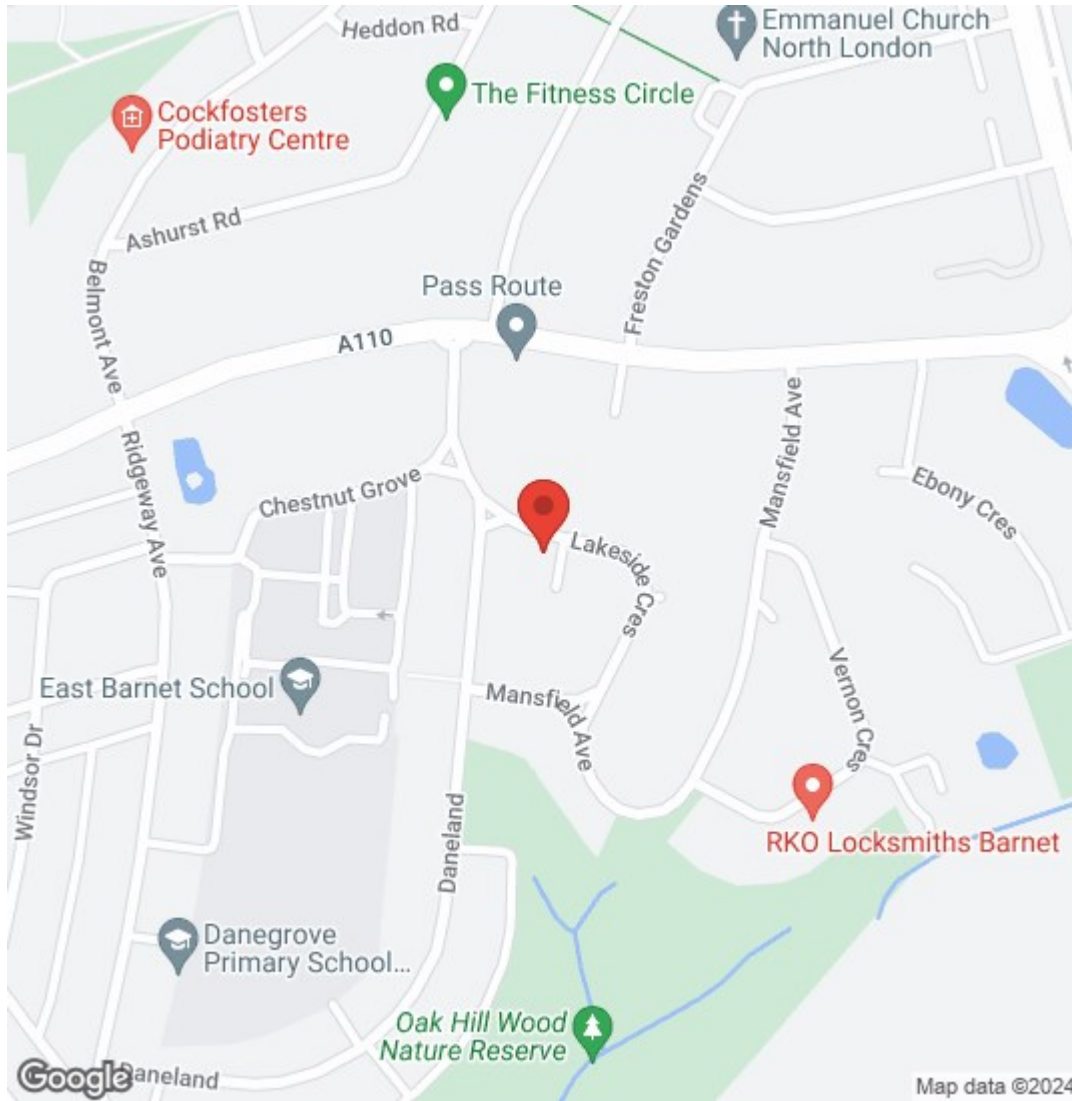 Heddon Rd
Emmanuel Church
North London
The Fitness Circle
Cockfosters
Podiatry Centre
Ashurst Rd
Freston Gardens
Belmont Ave
Pass Route
A110
Mansfield Ave
Ridgeway Ave
Chestnut Grove
Ebony Cres
Lakeside Cres
East Barnet School
Mansfield Ave
Vernon Cres
Windsor Dr
RKO Locksmiths Barnet
Daneland
Danegrove
Primary School...
Oak Hill Wood
Nature Reserve
Daneland
Google
Map data ©2024